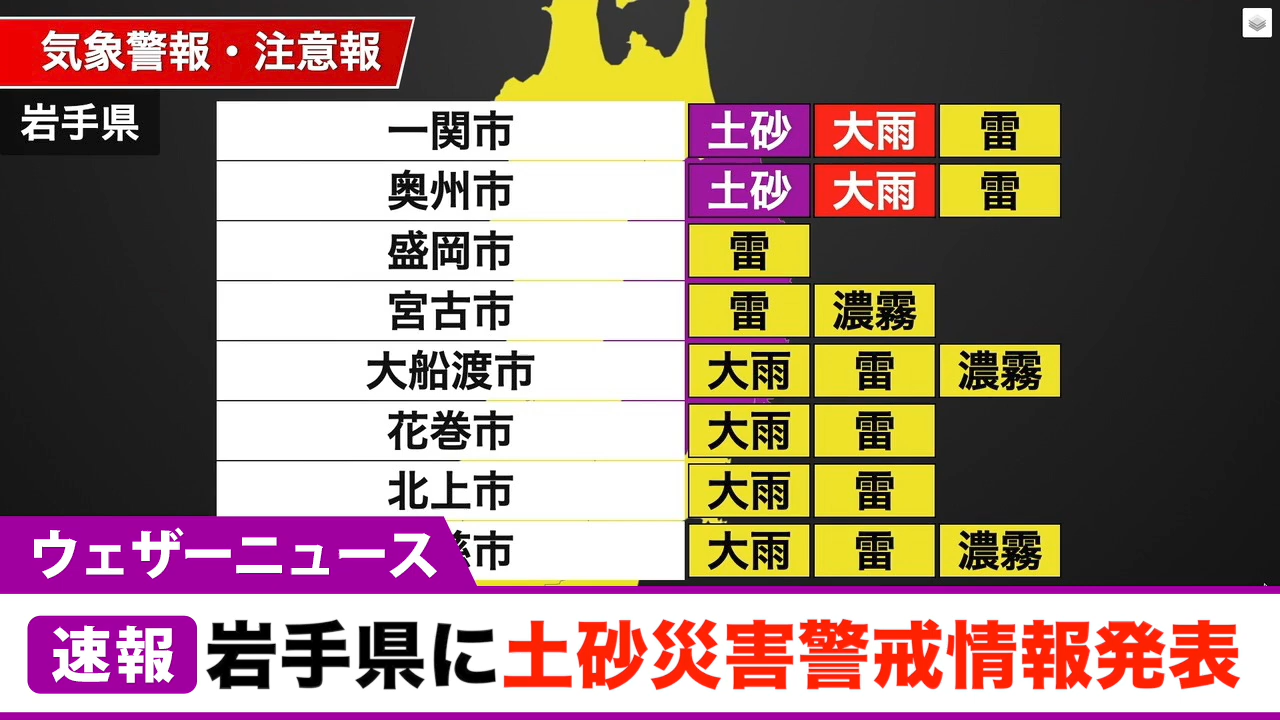 気象警報・注意報
岩手県
一関市 土砂 大雨 雷
奥州市 土砂 大雨 雷
盛岡市 雷
宮古市 雷 濃霧
大船渡市 大雨 雷 濃霧
花巻市 大雨 雷
北上市 大雨 雷
市 大雨 雷 濃霧
ウェザーニュース
速報 岩手県に土砂災害警戒情報発表